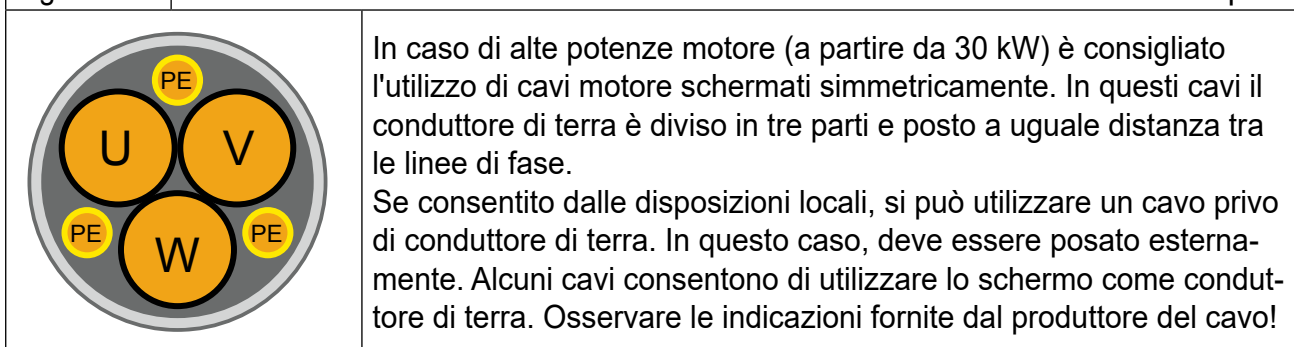 PE
U V
PE PE
W
In caso di alte potenze motore (a partire da 30 kW) è consigliato
l'utilizzo di cavi motore schermati simmetricamente. In questi cavi il
conduttore di terra è diviso in tre parti e posto a uguale distanza tra
le linee di fase.
Se consentito dalle disposizioni locali, si può utilizzare un cavo privo
di conduttore di terra. In questo caso, deve essere posato esterna-
mente. Alcuni cavi consentono di utilizzare lo schermo come condut-
tore di terra. Osservare le indicazioni fornite dal produttore del cavo!